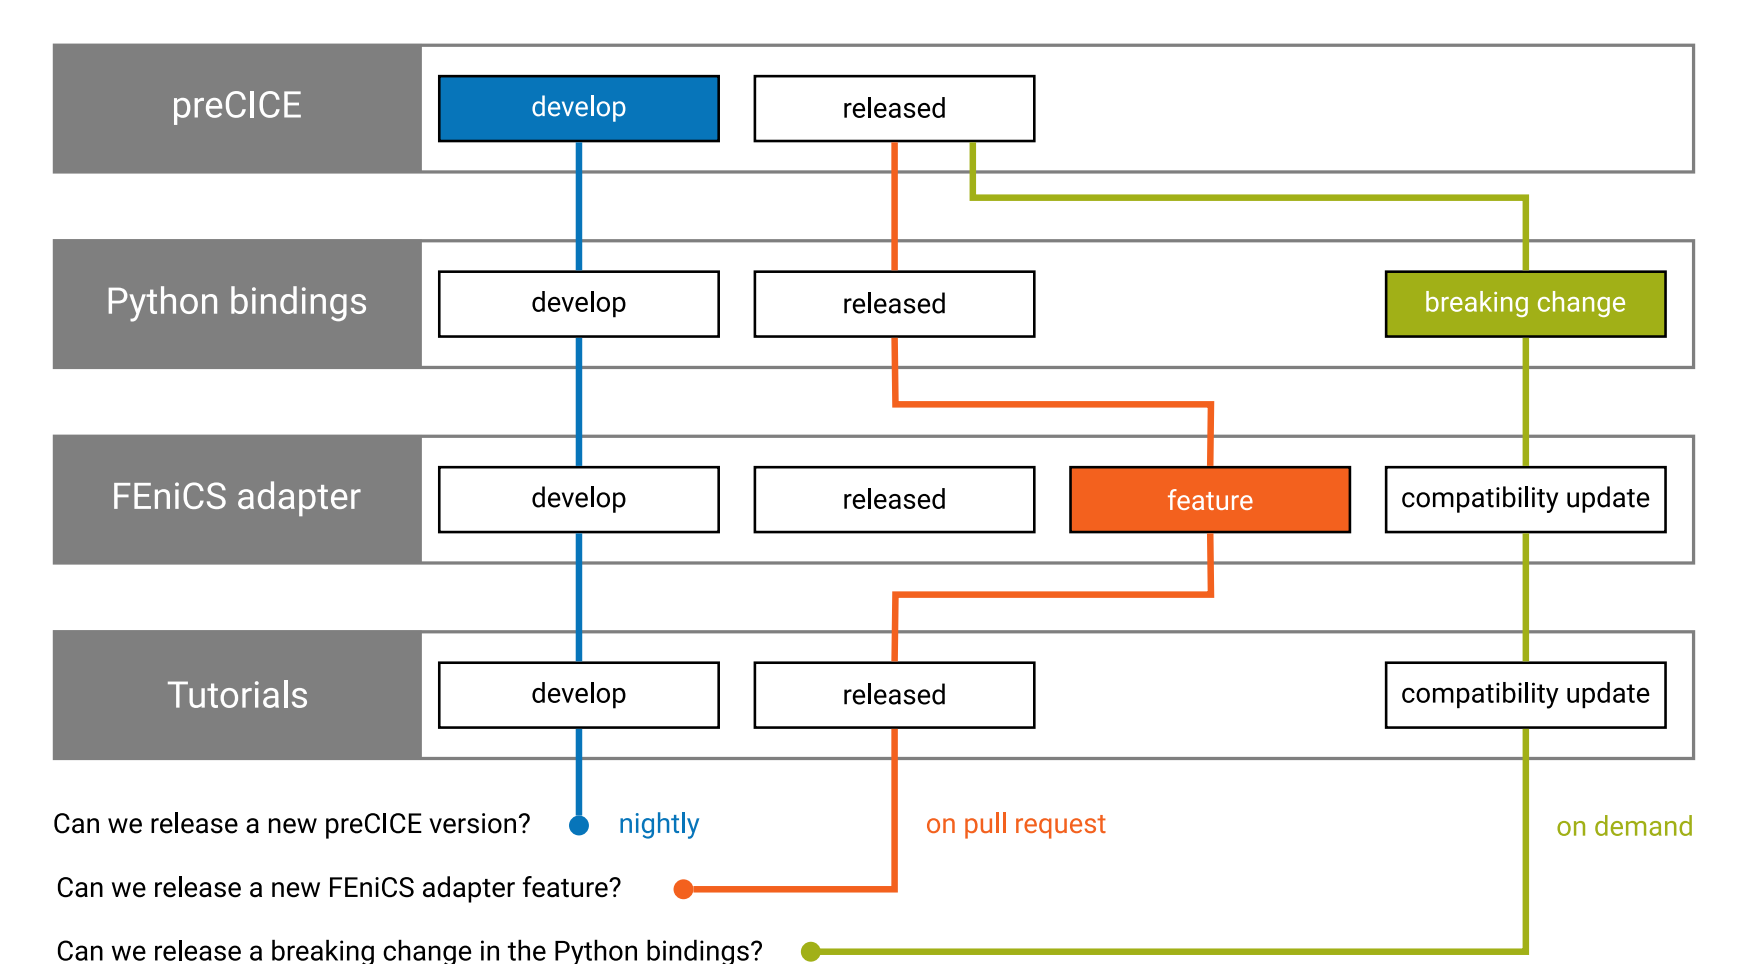 preCICE
develop
released
Python bindings
develop
released
breaking change
FEniCS adapter
develop
released
feature
compatibility update
Tutorials
develop
released
compatibility update
Can we release a new preCICE version?
nightly
on pull request
on demand
Can we release a new FEniCS adapter feature?
Can we release a breaking change in the Python bindings?